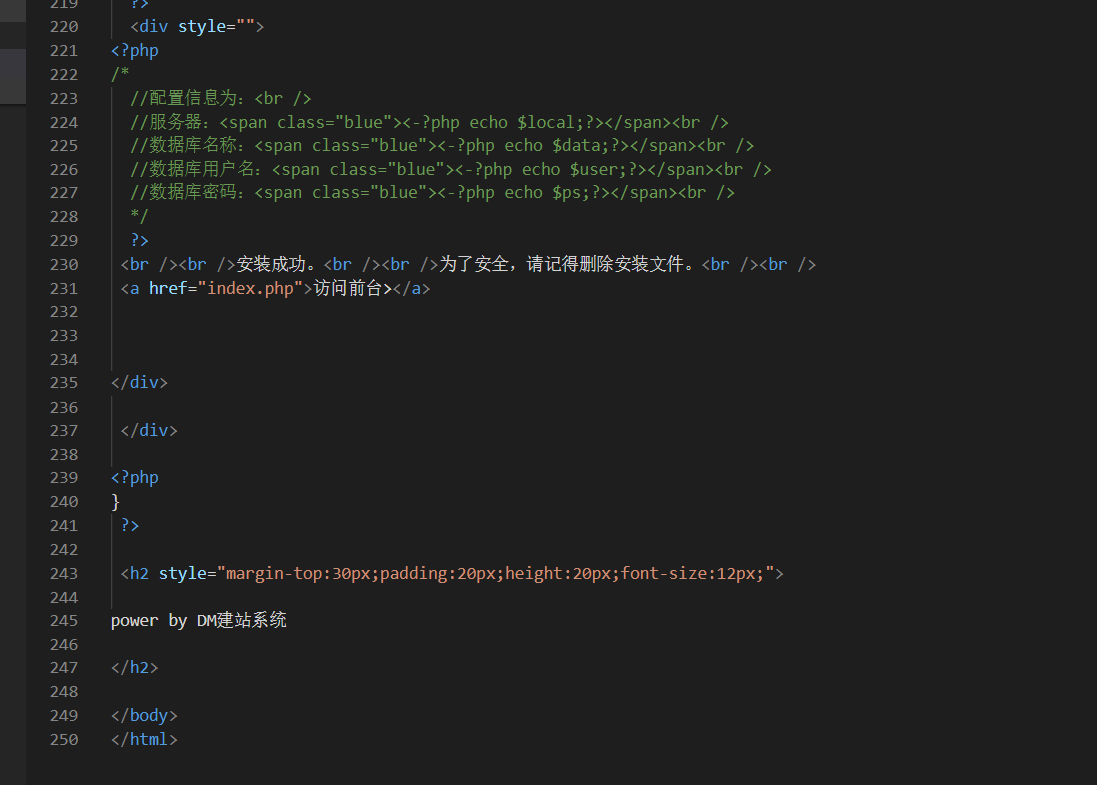 219 ?>
220 <div style="">
221 <?php
222 /*
223 //配置信息为：<br />
224 //服务器：<span class="blue"><-?php echo $local;?></span><br />
225 //数据库名称：<span class="blue"><-?php echo $data;?></span><br />
226 //数据库用户名：<span class="blue"><-?php echo $user;?></span><br />
227 //数据库密码：<span class="blue"><-?php echo $ps;?></span><br />
228 */
229 ?>
230 <br /><br />安装成功。<br /><br />为了安全，请记得删除安装文件。<br /><br />
231 <a href="index.php">访问前台></a>
232
233
234
235 </div>
236
237 </div>
238
239 <?php
240 }
241 ?>
242
243 <h2 style="margin-top:30px;padding:20px;height:20px;font-size:12px;">
244
245 power by DM建站系统
246
247 </h2>
248
249 </body>
250 </html>